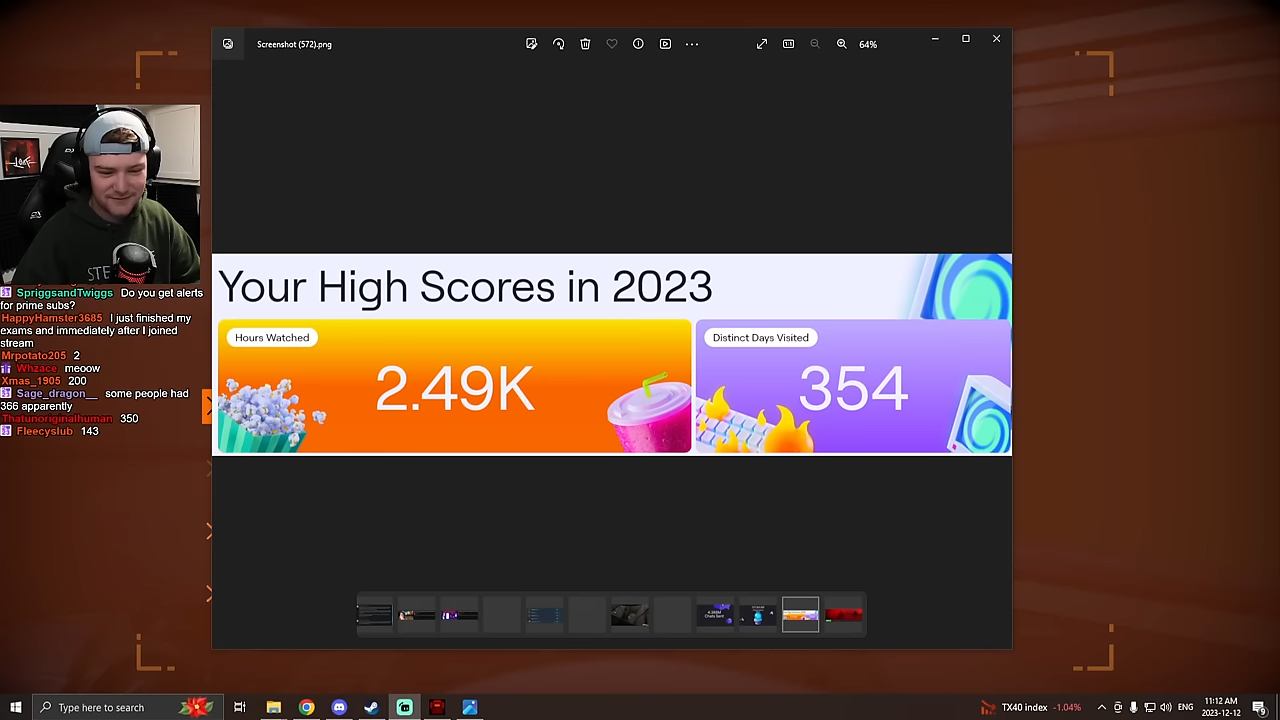 Screenshot (572).png
64%
SpriggsandTwiggs Do you get alerts
for prime subs?
HappyHamster3685 I just finished my
exams and immediately after I joined
stream
Mrpotato205 2
Whzace meoow
Xmas_1905 200
Sage_dragon__ some people had
366 apparently
Thatunoriginalhuman 350
Fleecyslub 143
Your High Scores in 2023
Hours Watched
2.49K
Distinct Days Visited
354
Type here to search
TX40 index -1.04%
ENG
11:12 AM
2023-12-12